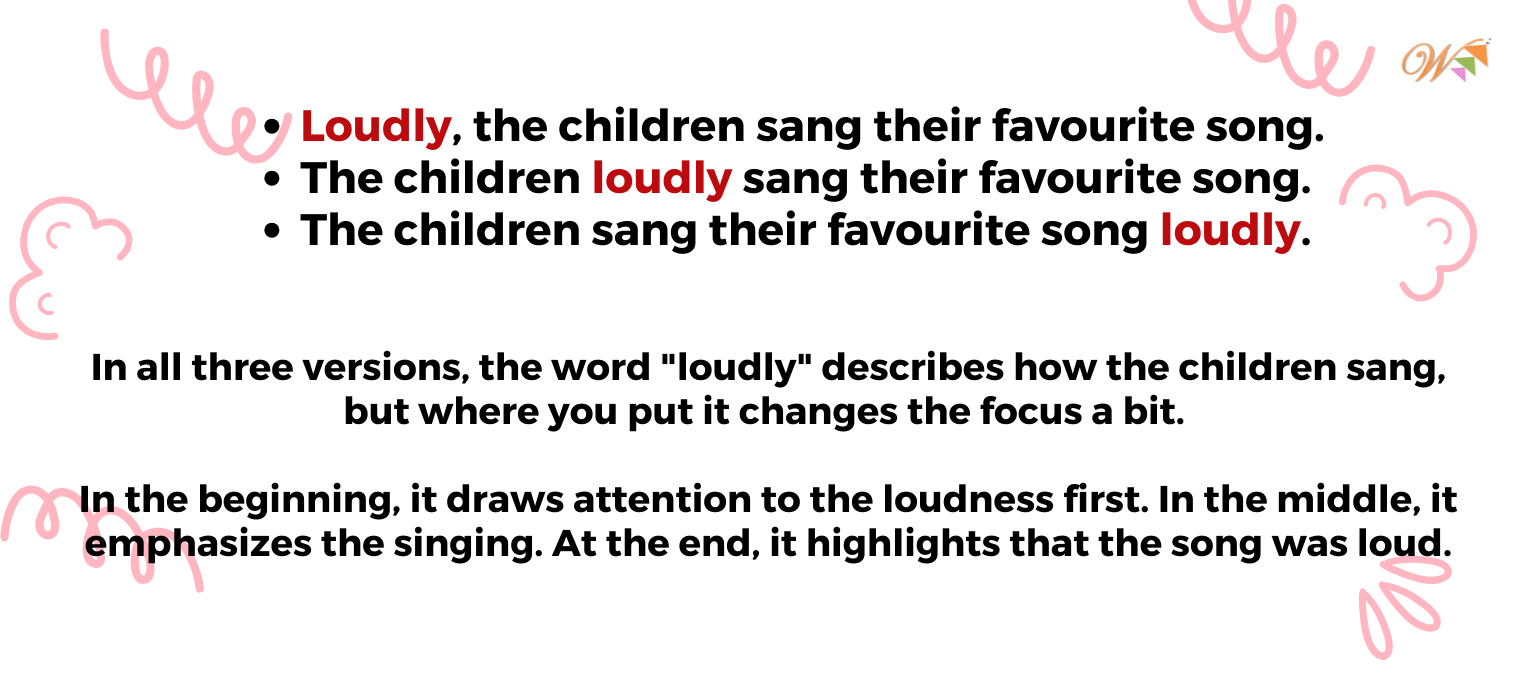 W
• Loudly, the children sang their favourite song.
• The children loudly sang their favourite song.
• The children sang their favourite song loudly.
In all three versions, the word "loudly" describes how the children sang,
but where you put it changes the focus a bit.
In the beginning, it draws attention to the loudness first. In the middle, it
emphasizes the singing. At the end, it highlights that the song was loud.